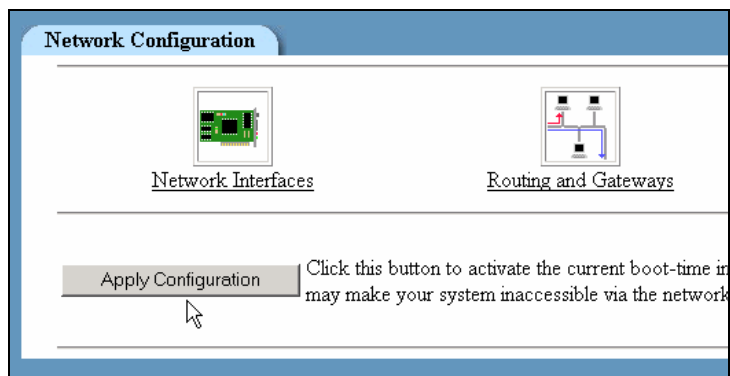 Network Configuration
Network Interfaces
Routing and Gateways
Apply Configuration
Click this button to activate the current boot-time in
may make your system inaccessible via the network